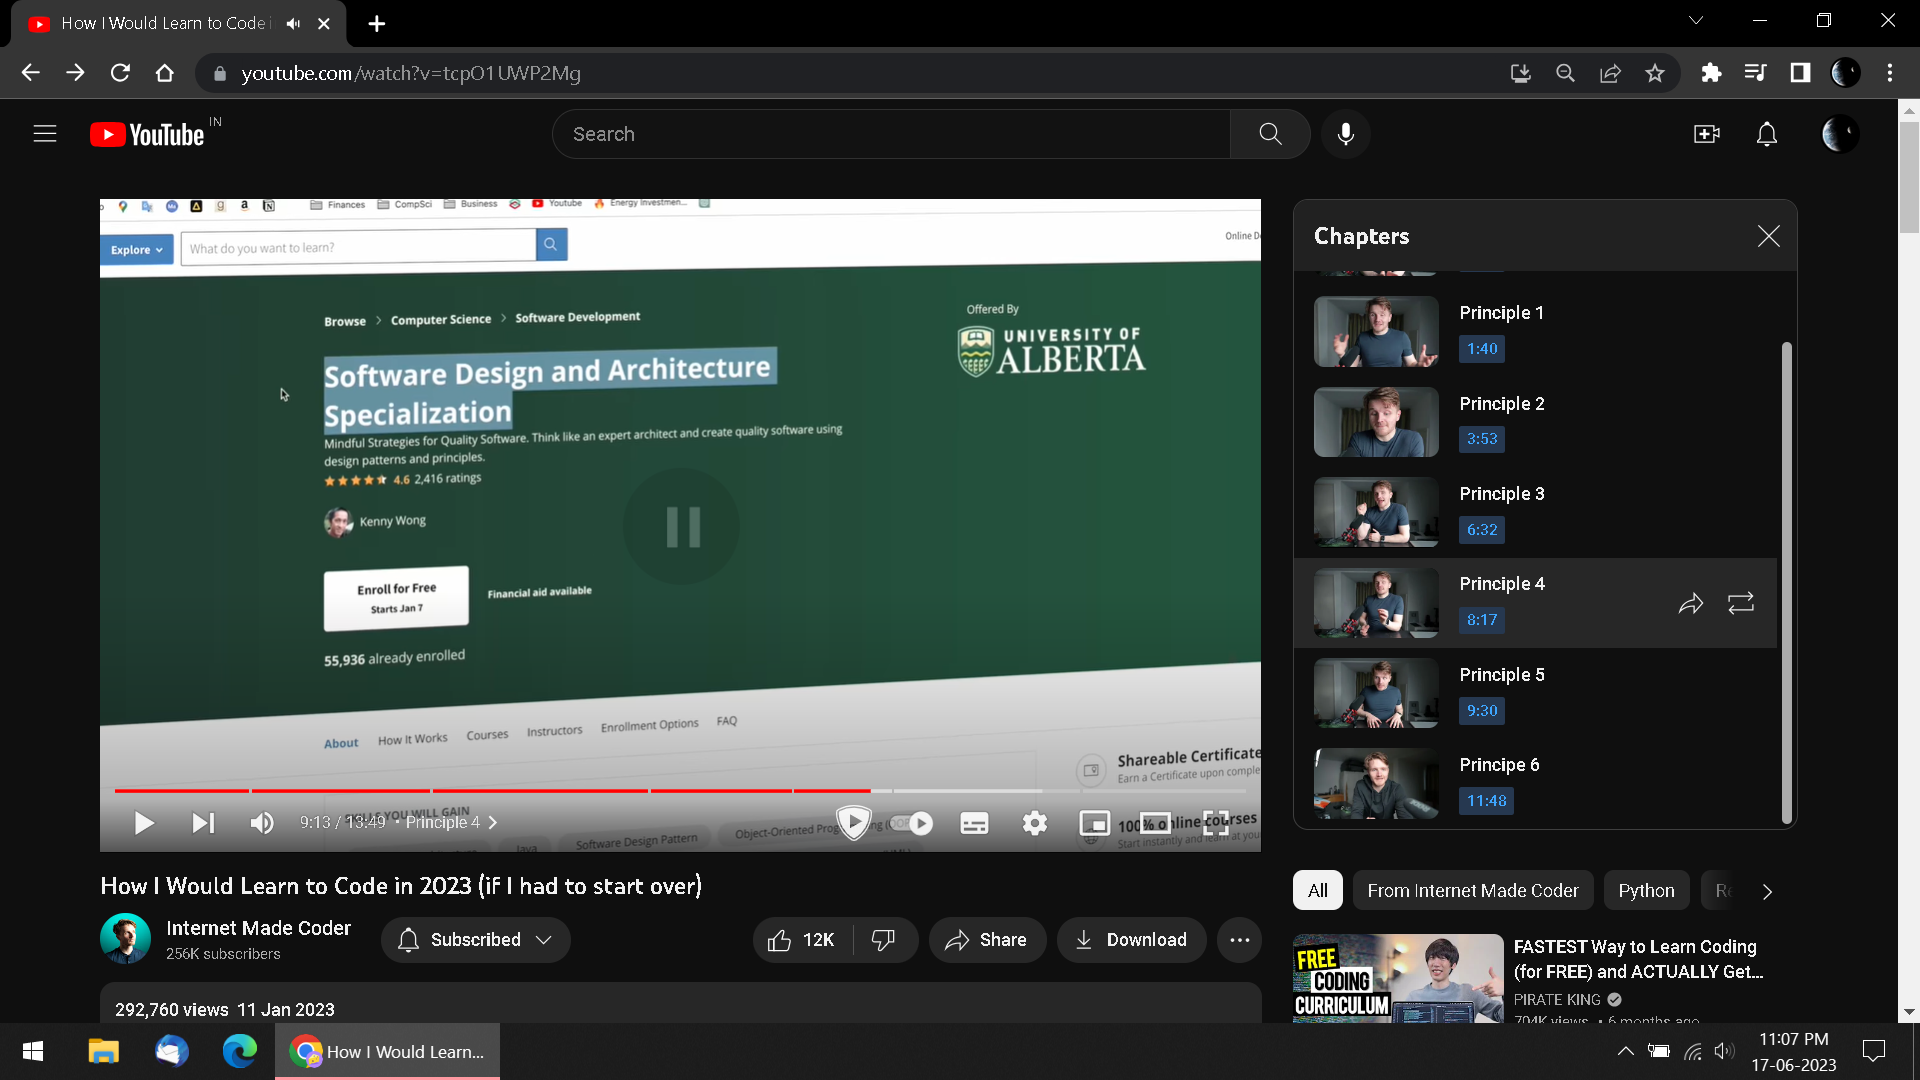 How I Would Learn to Code i
youtube.com/watch?v=tcpO1UWP2Mg
YouTube IN
Search
Finances CompSci Business Youtube Energy Investmen...
Explore What do you want to learn?
Online D
Browse > Computer Science > Software Development
Offered By
UNIVERSITY OF
ALBERTA
Software Design and Architecture
Specialization
Mindful Strategies for Quality Software. Think like an expert architect and create quality software using
design patterns and principles.
4.6 2,416 ratings
Kenny Wong
Enroll for Free
Starts Jan 7
Financial aid available
55,936 already enrolled
About How It Works Courses Instructors Enrollment Options FAQ
Shareable Certificate
Earn a Certificate upon comple
YOU WILL GAIN
9:13 / 13:49 • Principle 4 >
Java Software Design Pattern Object-Oriented
100% online courses
Start instantly and learn at your
Chapters
Principle 1
1:40
Principle 2
3:53
Principle 3
6:32
Principle 4
8:17
Principle 5
9:30
Principe 6
11:48
How I Would Learn to Code in 2023 (if I had to start over)
Internet Made Coder
256K subscribers
Subscribed
12K
Share
Download
292,760 views 11 Jan 2023
All From Internet Made Coder Python Re
FREE
CODING
CURRICULUM
FASTEST Way to Learn Coding
(for FREE) and ACTUALLY Get...
PIRATE KING
704K views • 6 months ago
How I Would Learn...
11:07 PM
17-06-2023